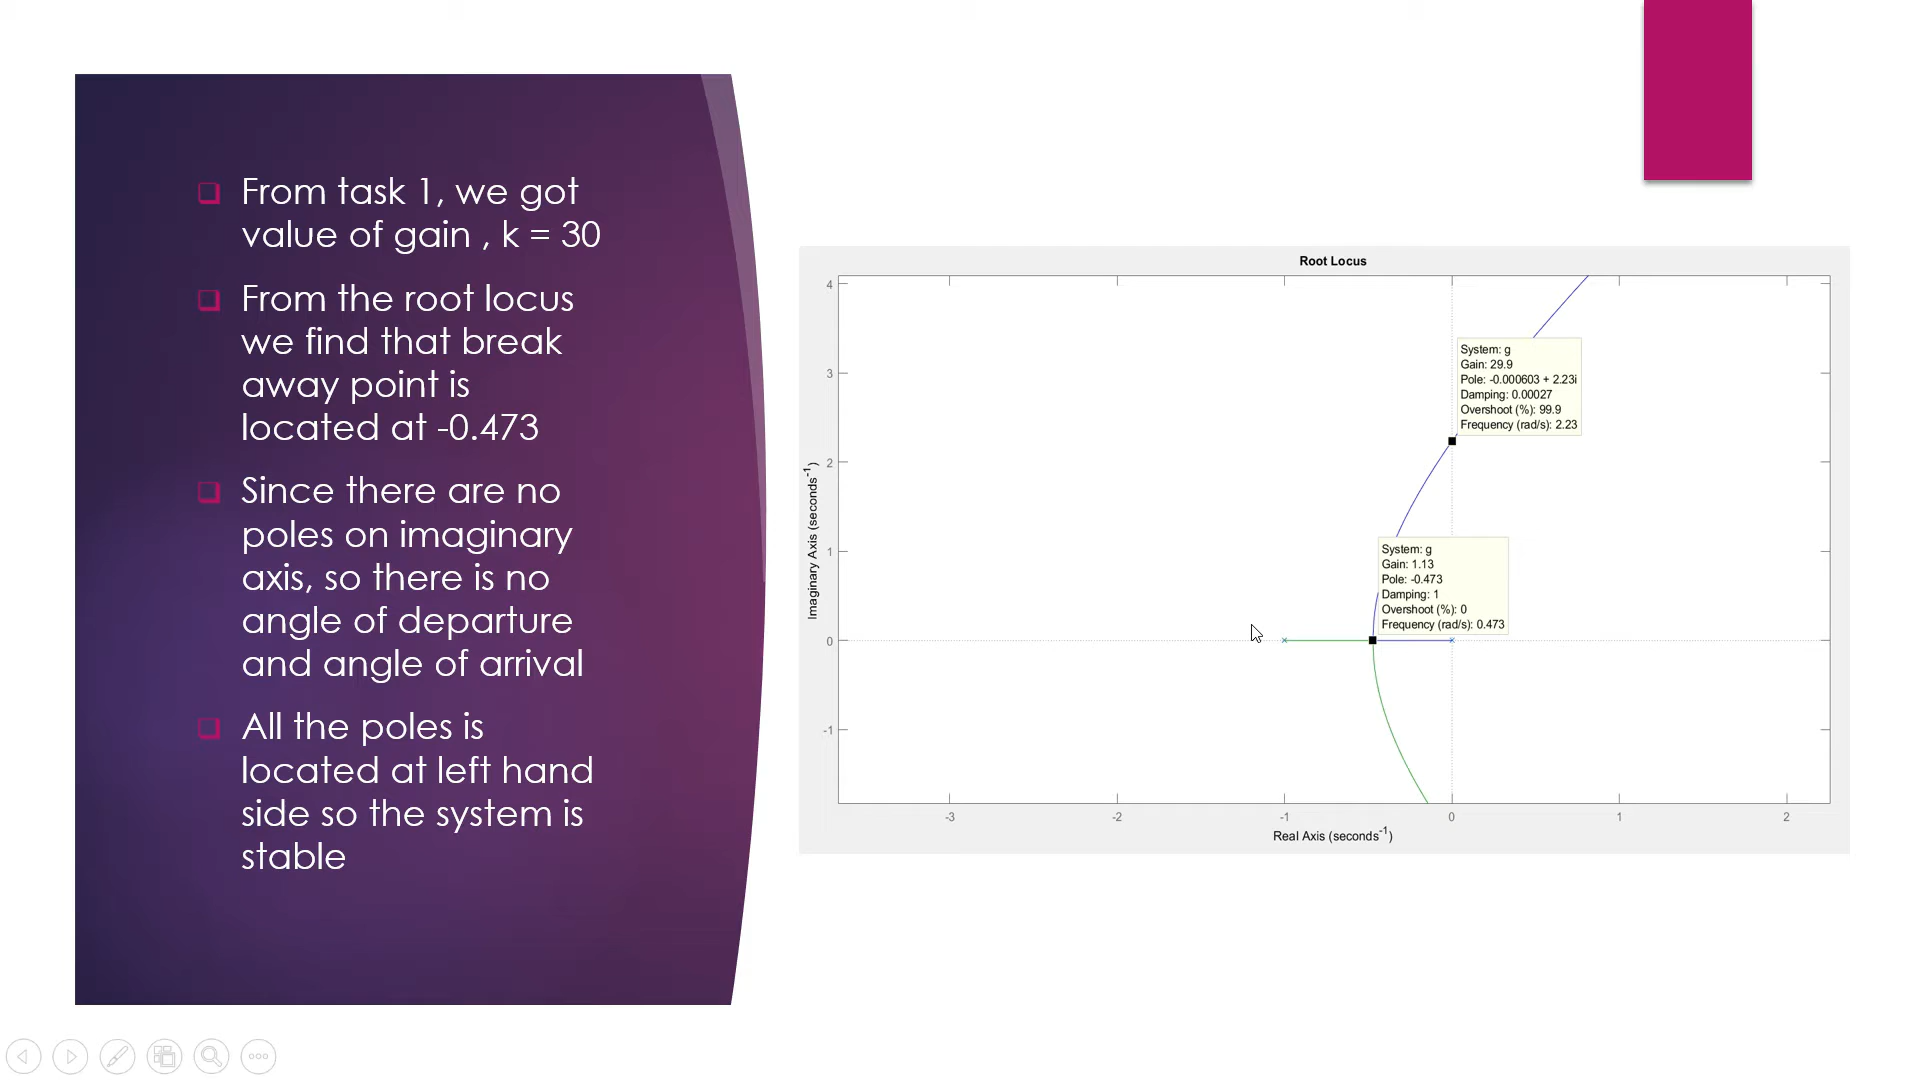 From task 1, we got
value of gain , k = 30
From the root locus
we find that break
away point is
located at -0.473
Since there are no
poles on imaginary
axis, so there is no
angle of departure
and angle of arrival
All the poles is
located at left hand
side so the system is
stable
Root Locus
4
3
2
1
0
-1
Imaginary Axis (seconds-1)
System: g
Gain: 29.9
Pole: -0.000603 + 2.23i
Damping: 0.00027
Overshoot (%): 99.9
Frequency (rad/s): 2.23
System: g
Gain: 1.13
Pole: -0.473
Damping: 1
Overshoot (%): 0
Frequency (rad/s): 0.473
-3 -2 -1 0 1 2
Real Axis (seconds-1)